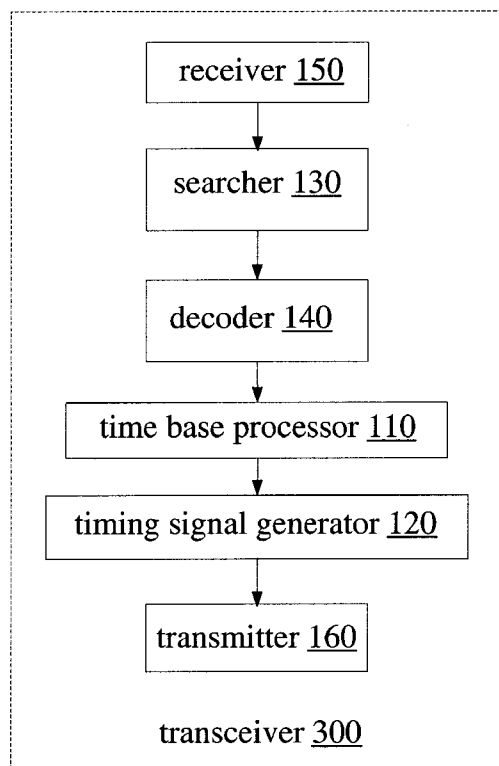 receiver 150
searcher 130
decoder 140
time base processor 110
timing signal generator 120
transmitter 160
transceiver 300